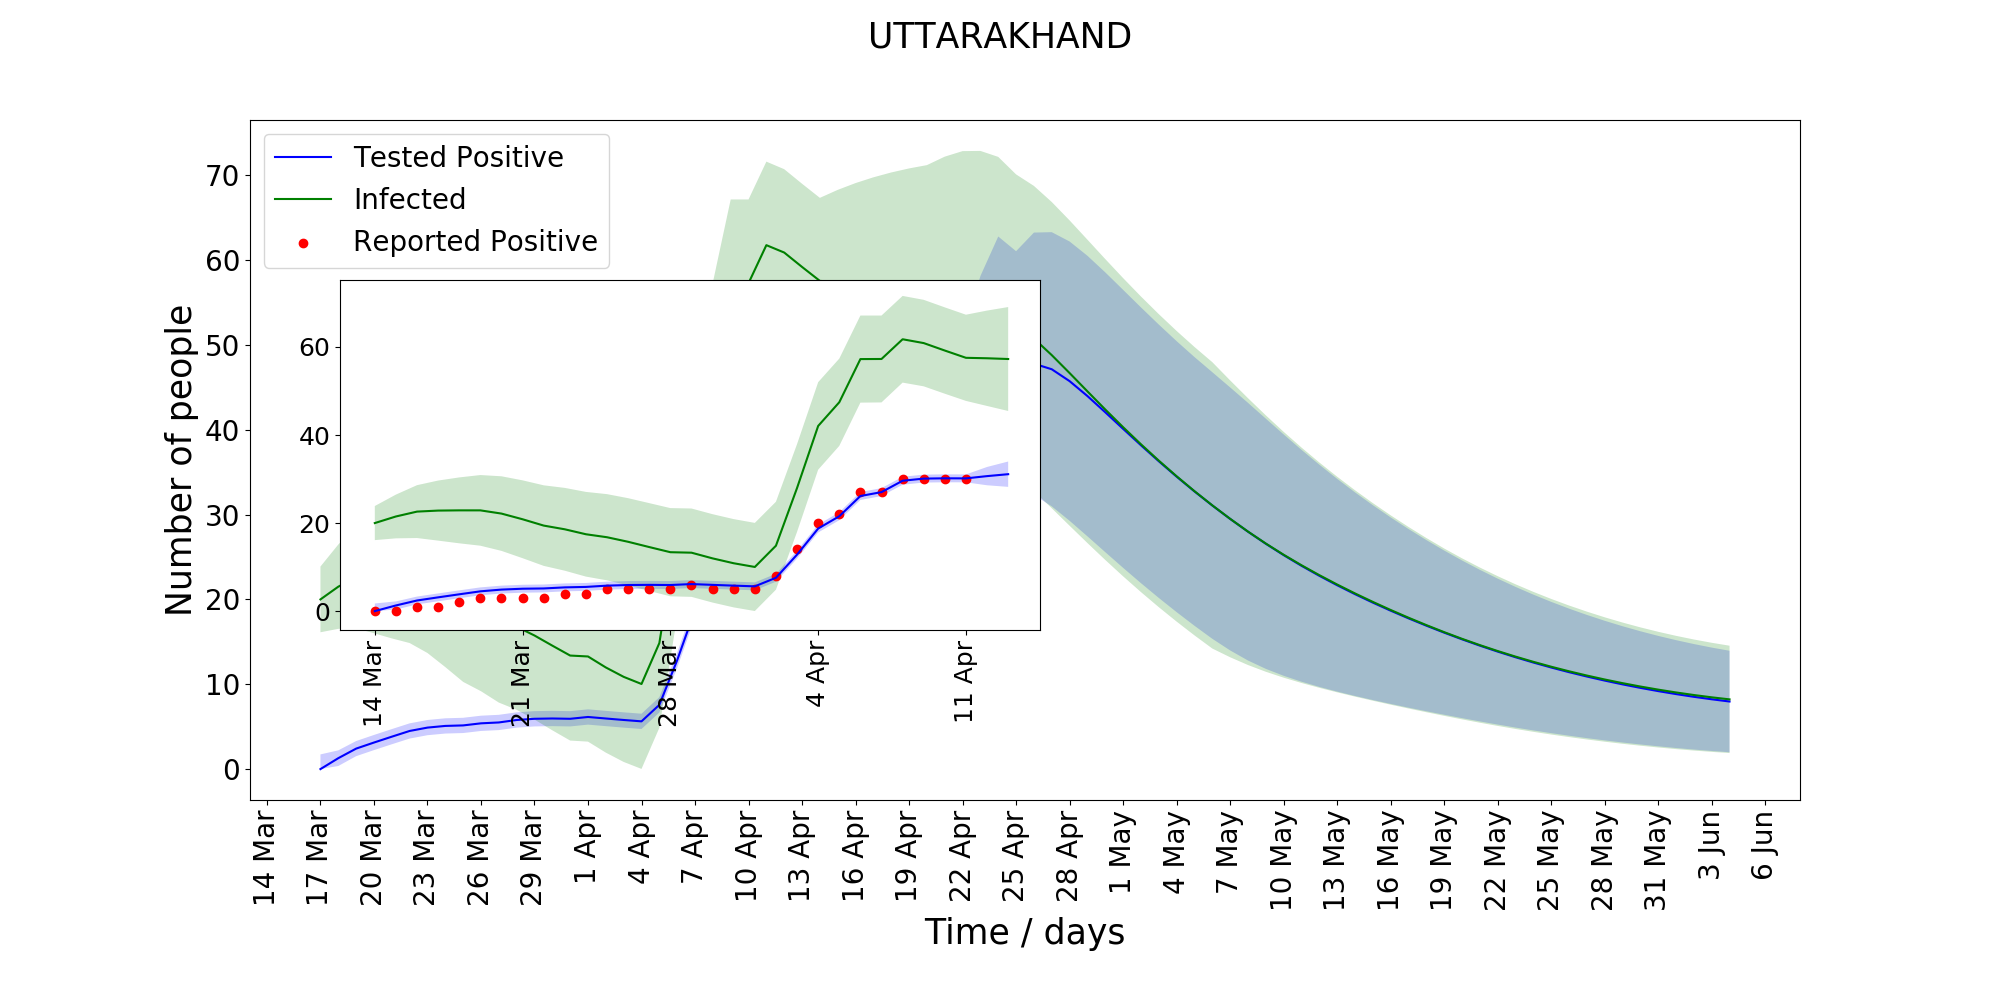 UTTARAKHAND
Tested Positive
Infected
Reported Positive
Number of people
70
60
50
40
30
20
10
0
60
40
20
0
14 Mar
21 Mar
28 Mar
4 Apr
11 Apr
14 Mar
17 Mar
20 Mar
23 Mar
26 Mar
29 Mar
1 Apr
4 Apr
7 Apr
10 Apr
13 Apr
16 Apr
19 Apr
22 Apr
25 Apr
28 Apr
1 May
4 May
7 May
10 May
13 May
16 May
19 May
22 May
25 May
28 May
31 May
3 Jun
6 Jun
Time / days